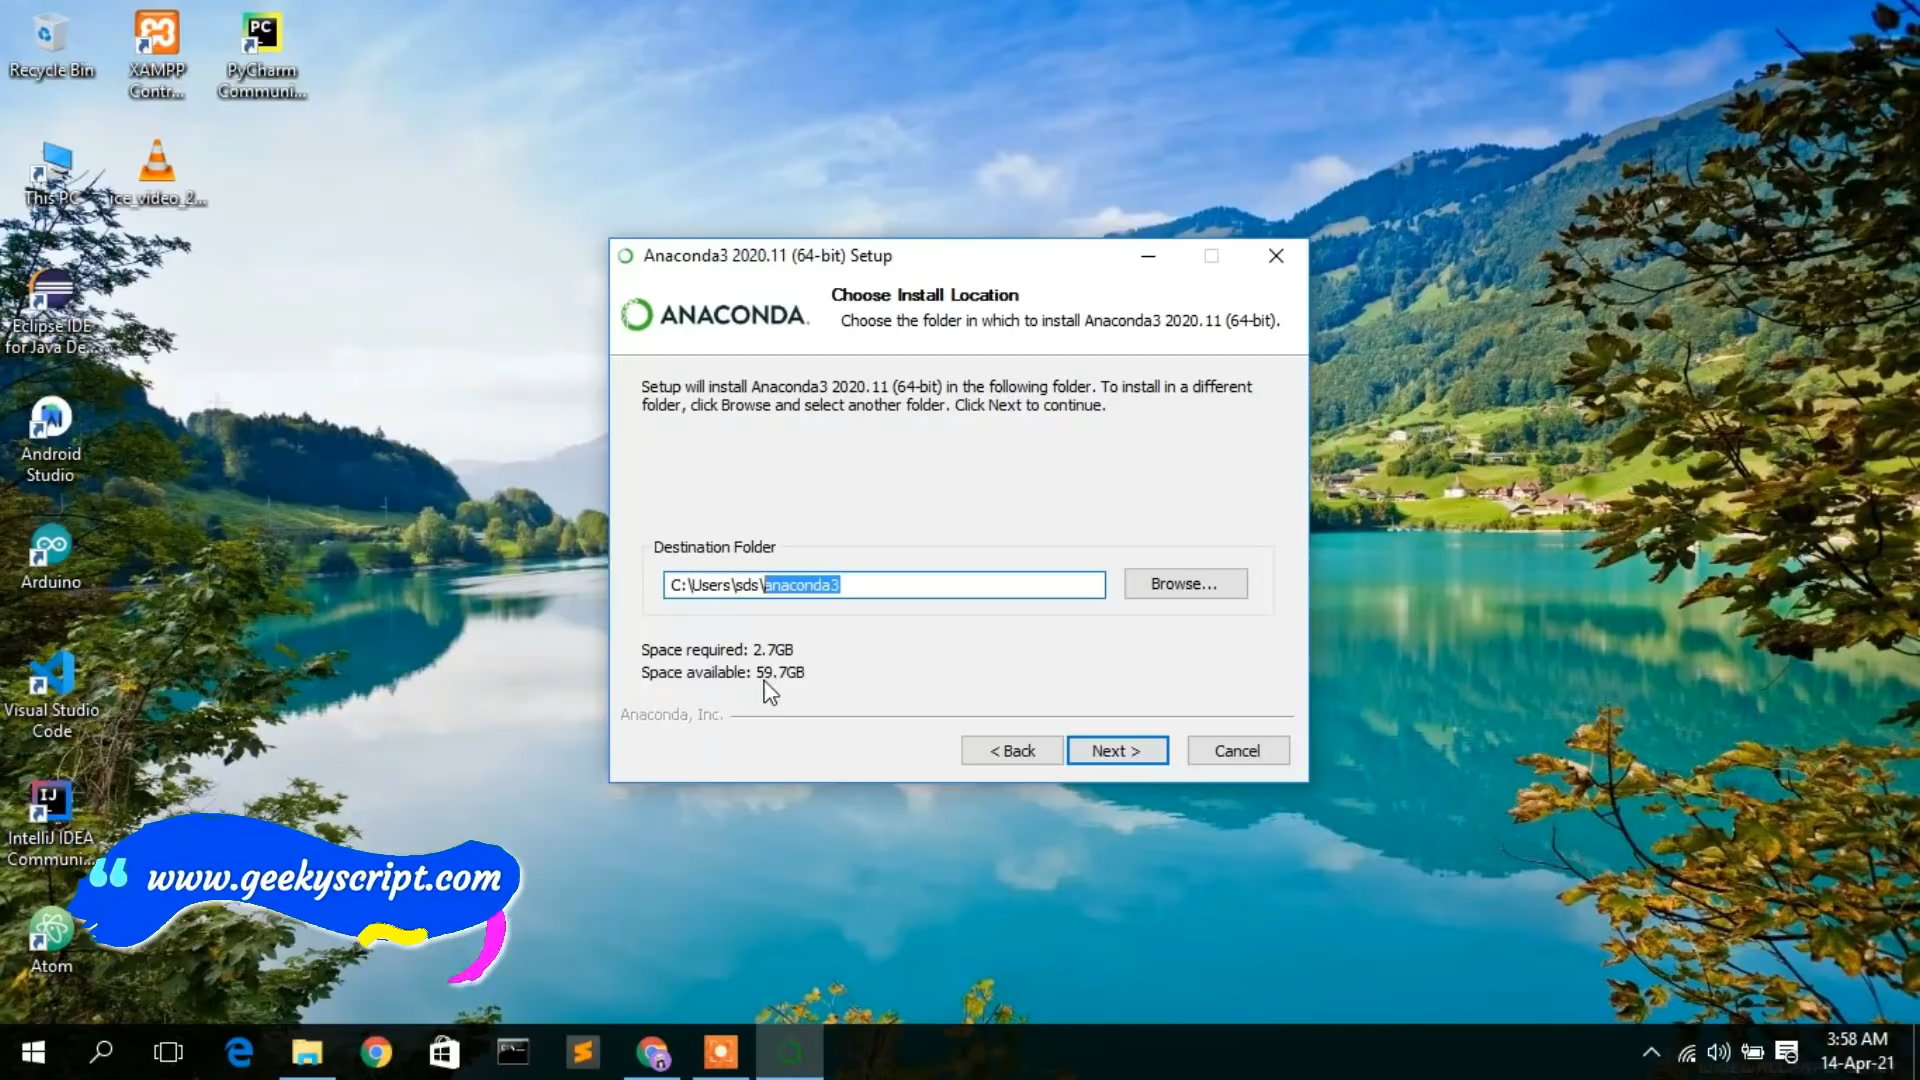 Recycle Bin
XAMPP
Contr...
PyCharm
Communi...
This PC
ice_video_2...
Eclipse IDE
for Java De...
Android
Studio
Arduino
Visual Studio
Code
IntelliJ IDEA
Communi...
Atom
www.geekyscript.com
Anaconda3 2020.11 (64-bit) Setup
ANACONDA.
Choose Install Location
Choose the folder in which to install Anaconda3 2020.11 (64-bit).
Setup will install Anaconda3 2020.11 (64-bit) in the following folder. To install in a different
folder, click Browse and select another folder. Click Next to continue.
Destination Folder
C:\Users\sds\anaconda3
Browse...
Space required: 2.7GB
Space available: 59.7GB
Anaconda, Inc.
< Back
Next >
Cancel
3:58 AM
14-Apr-21